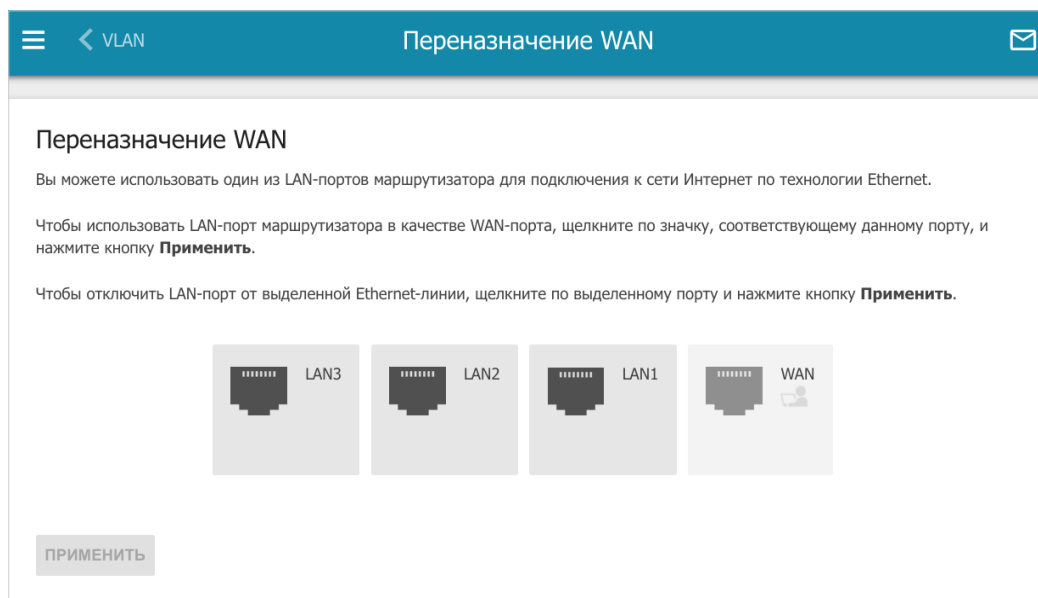 VLAN
Переназначение WAN
Переназначение WAN
Вы можете использовать один из LAN-портов маршрутизатора для подключения к сети Интернет по технологии Ethernet.
Чтобы использовать LAN-порт маршрутизатора в качестве WAN-порта, щелкните по значку, соответствующему данному порту, и
нажмите кнопку Применить.
Чтобы отключить LAN-порт от выделенной Ethernet-линии, щелкните по выделенному порту и нажмите кнопку Применить.
LAN3
LAN2
LAN1
WAN
ПРИМЕНИТЬ